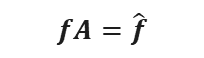 fA = f̂